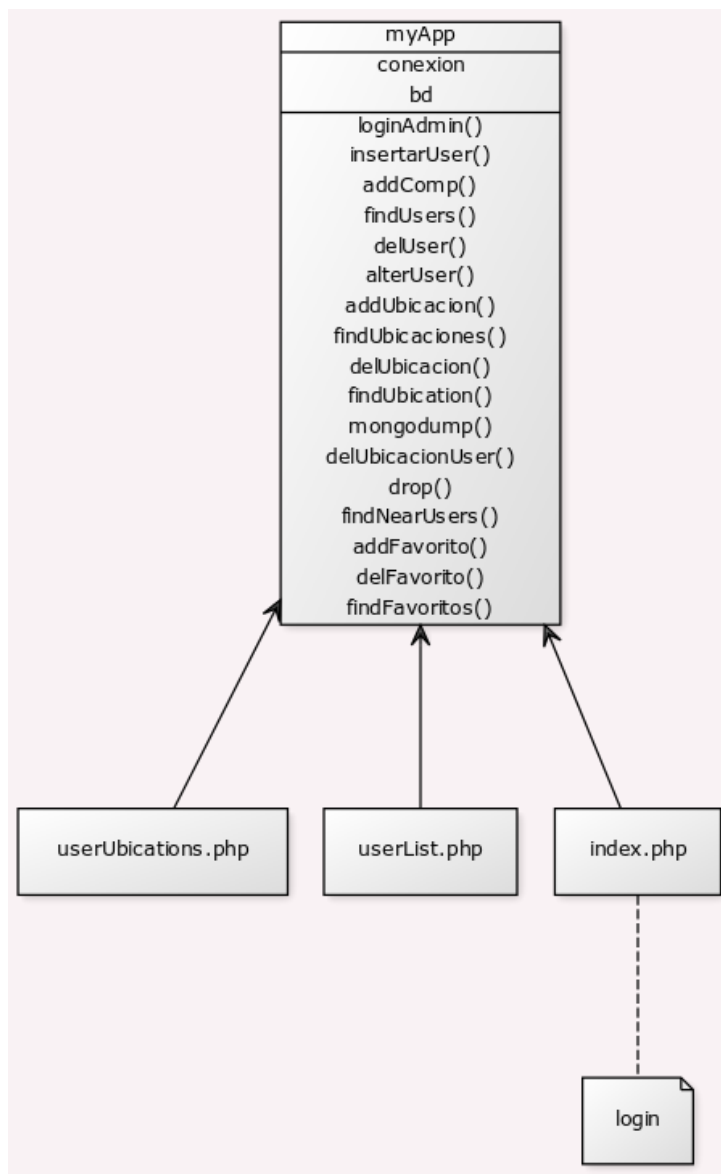 myApp
conexion
bd
loginAdmin()
insertarUser()
addComp()
findUsers()
delUser()
alterUser()
addUbicacion()
findUbicaciones()
delUbicacion()
findUbication()
mongodump()
delUbicacionUser()
drop()
findNearUsers()
addFavorito()
delFavorito()
findFavoritos()
userUbications.php
userList.php
index.php
login